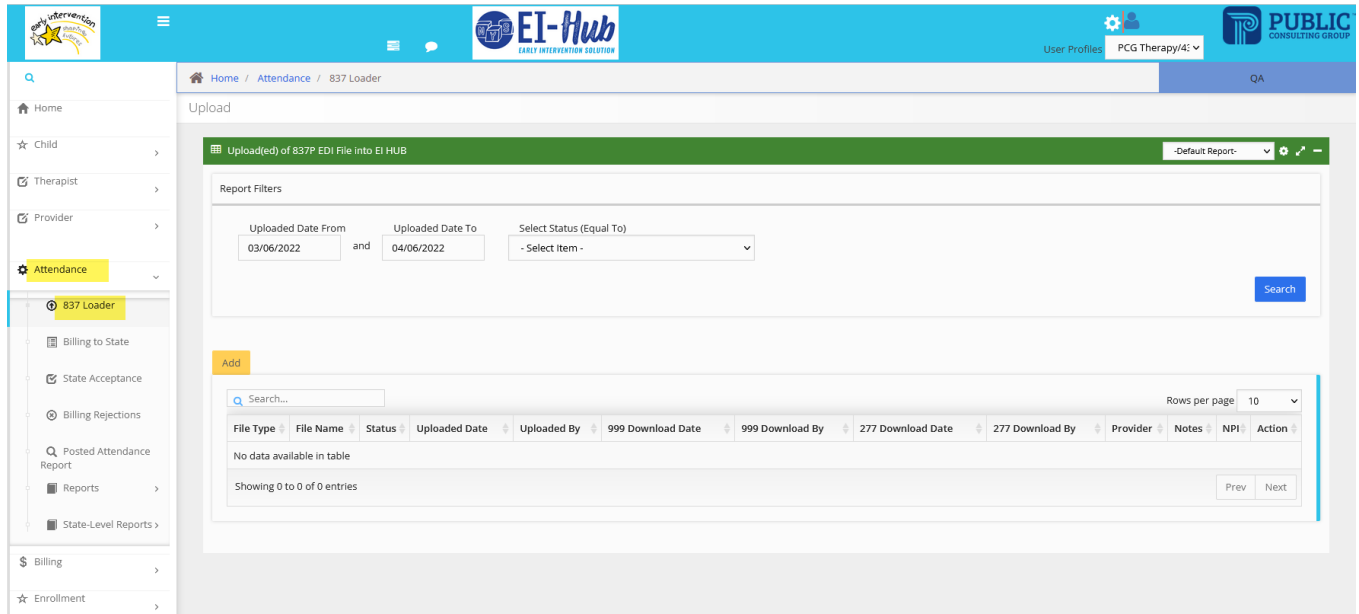 early intervention
NYS EI-Hub
EARLY INTERVENTION SOLUTION
User Profiles PCG Therapy/43
PUBLIC
CONSULTING GROUP
Home / Attendance / 837 Loader
QA
Home
Child
Therapist
Provider
Attendance
837 Loader
Billing to State
State Acceptance
Billing Rejections
Posted Attendance
Report
Reports
State-Level Reports
Billing
Enrollment
Upload
Upload(ed) of 837P EDI File into EI HUB
-Default Report-
Report Filters
Uploaded Date From Uploaded Date To Select Status (Equal To)
03/06/2022 and 04/06/2022 - Select Item -
Search
Add
Search...
Rows per page 10
File Type File Name Status Uploaded Date Uploaded By 999 Download Date 999 Download By 277 Download Date 277 Download By Provider Notes NPI Action
No data available in table
Showing 0 to 0 of 0 entries
Prev Next